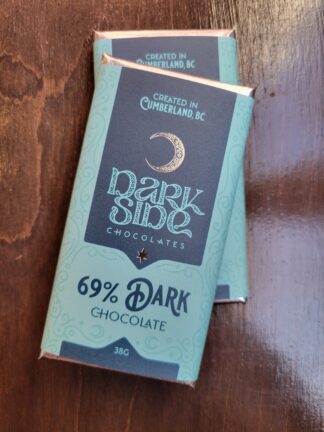 CREATED IN
CUMBERLAND, BC
CREATED IN
CUMBERLAND, BC
DARK
SIDE
CHOCOLATES
69% DARK
CHOCOLATE
38G